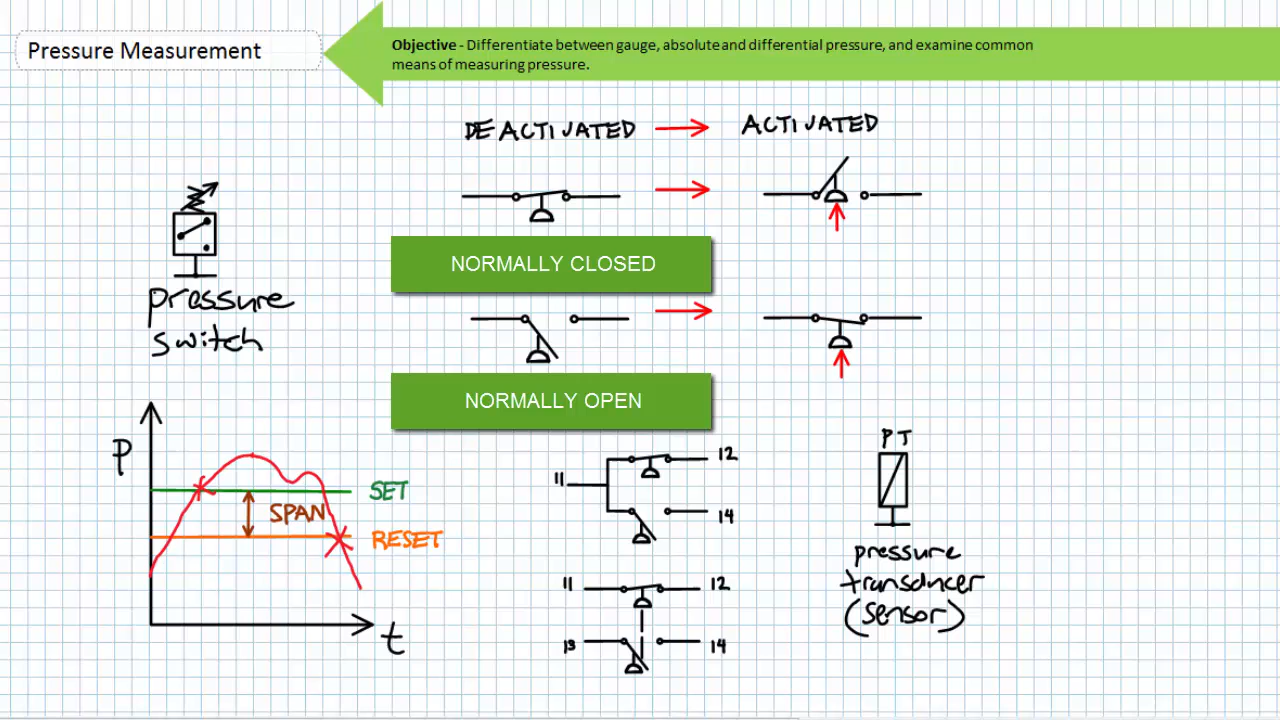 Pressure Measurement
Objective - Differentiate between gauge, absolute and differential pressure, and examine common
means of measuring pressure.
DEACTIVATED
ACTIVATED
NORMALLY CLOSED
pressure
switch
NORMALLY OPEN
P
SET
SPAN
RESET
t
11
12
14
11
12
13
14
PT
pressure
transducer
(sensor)